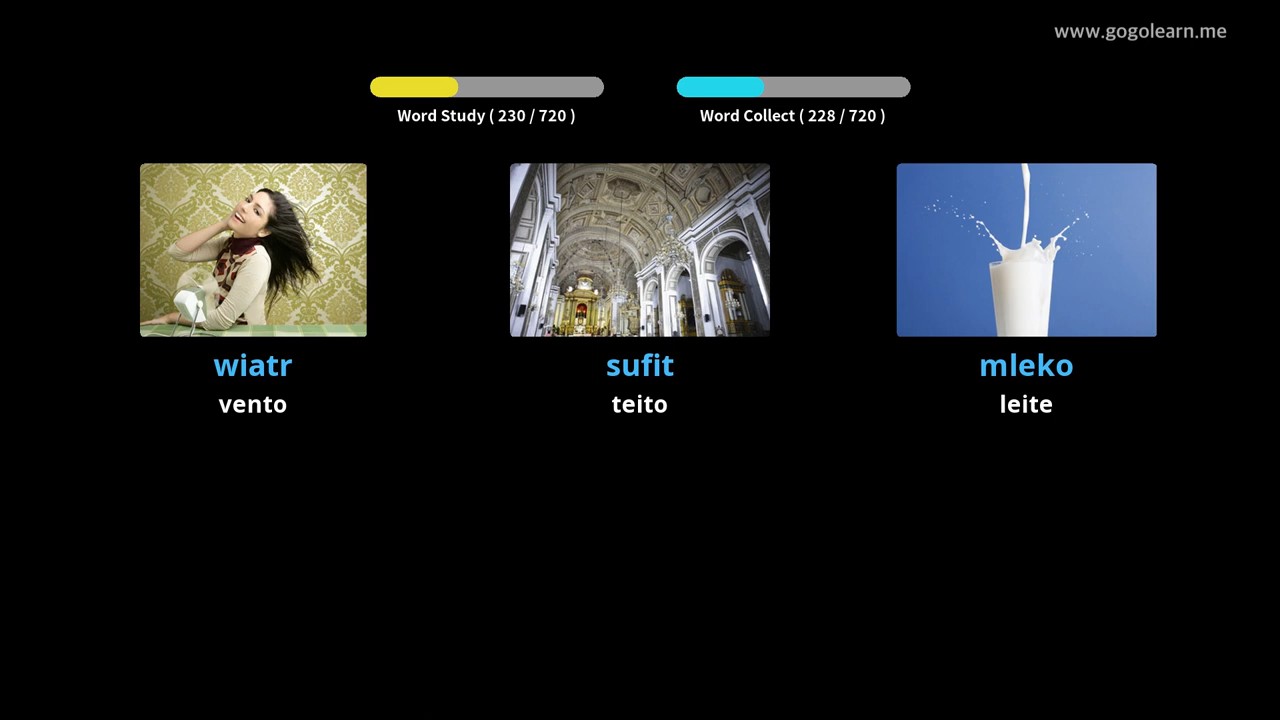 www.gogolearn.me
Word Study ( 230 / 720 )
Word Collect ( 228 / 720 )
wiatr
vento
sufit
teito
mleko
leite